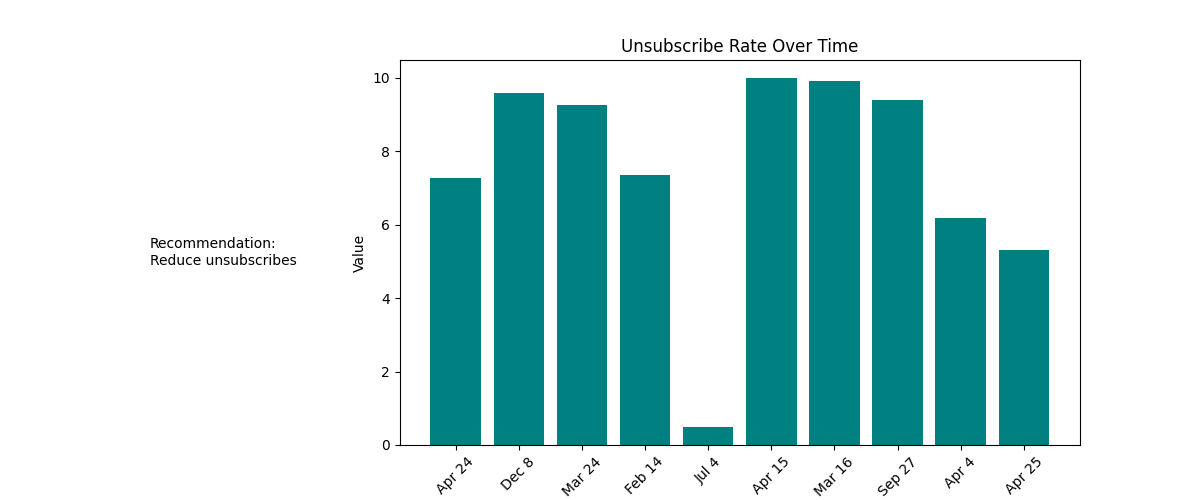 Unsubscribe Rate Over Time
10
8
6
4
2
0
Value
Recommendation:
Reduce unsubscribes
Apr 24
Dec 8
Mar 24
Feb 14
Jul 4
Apr 15
Mar 16
Sep 27
Apr 4
Apr 25